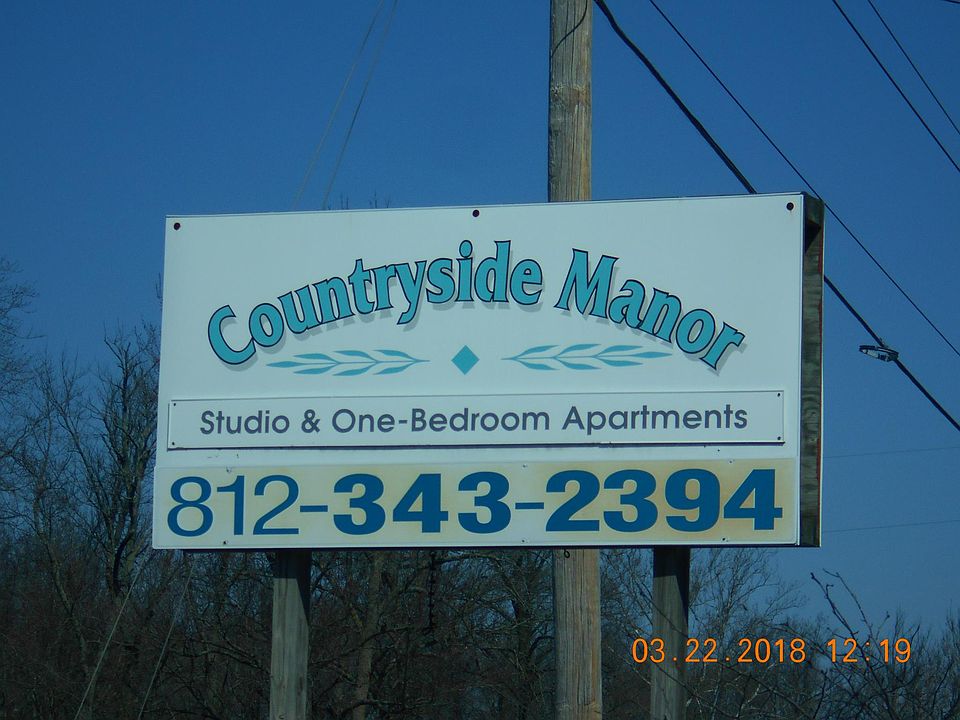 Countryside Manor
Studio & One-Bedroom Apartments
812-343-2394
03.22.2018 12:19